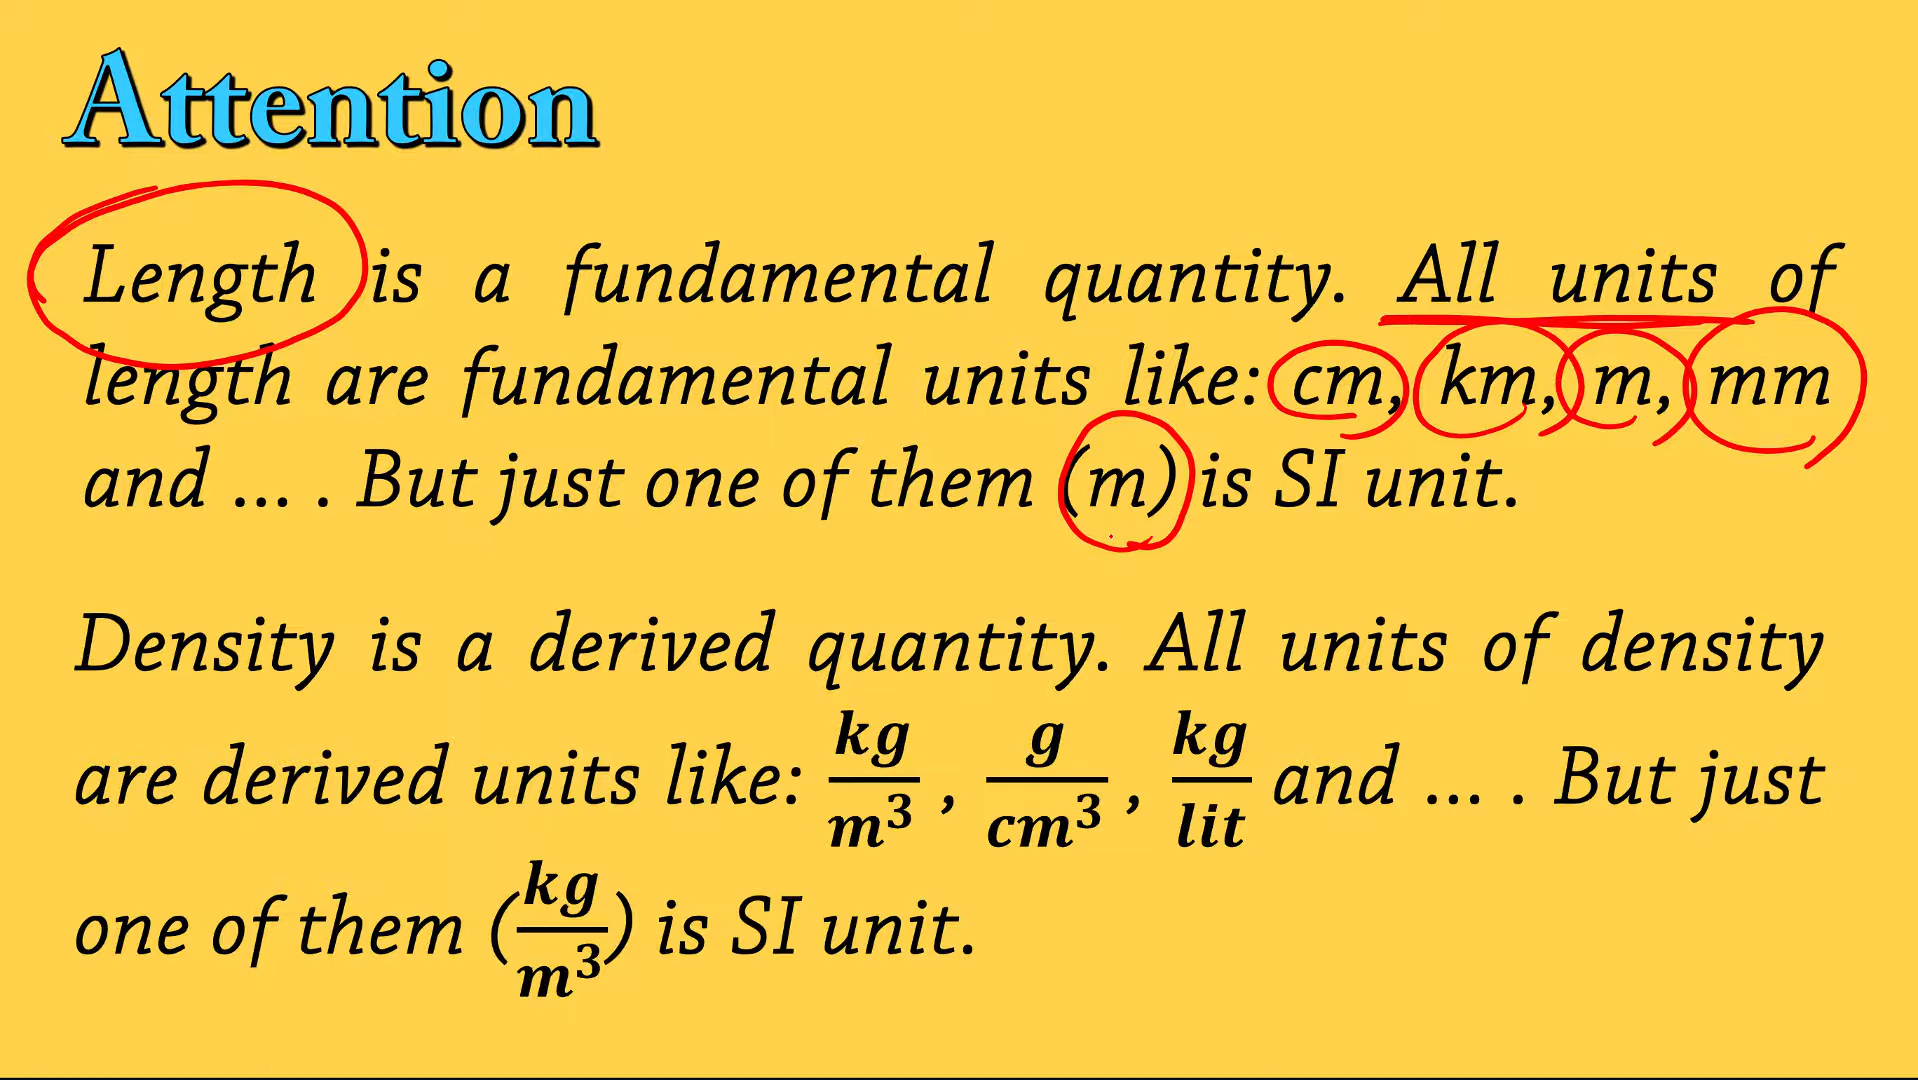 Attention
Length is a fundamental quantity. All units of
length are fundamental units like: cm, km, m, mm
and ... . But just one of them (m) is SI unit.
Density is a derived quantity. All units of density
are derived units like: kg/m³ , g/cm³ , kg/lit and ... . But just
one of them (kg/m³) is SI unit.